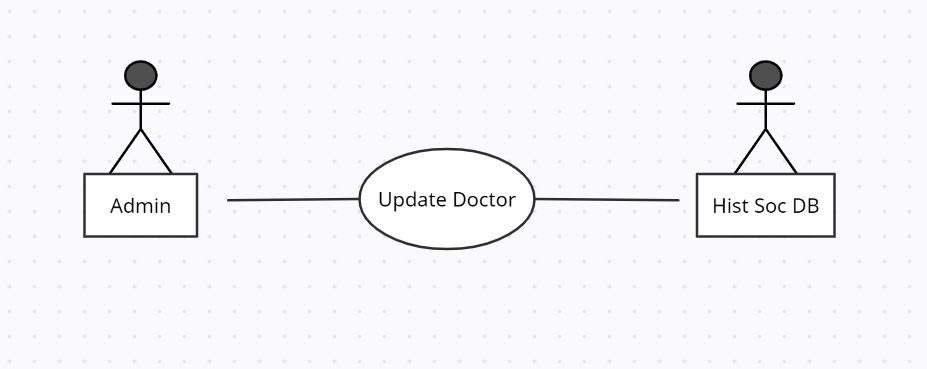 Admin
Update Doctor
Hist Soc DB